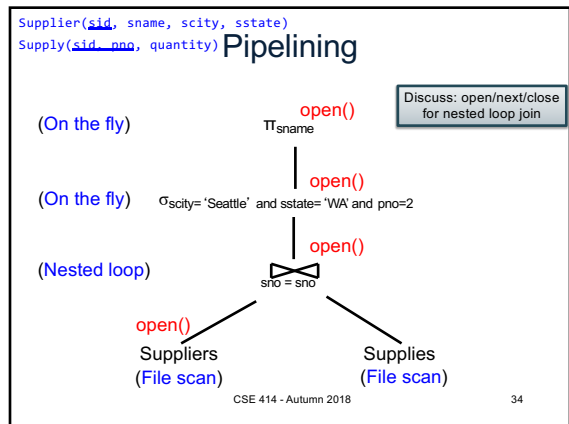 Supplier(sid, sname, scity, sstate)
Supply(sid, pno, quantity)
Pipelining
Discuss: open/next/close
for nested loop join
open()
(On the fly) πsname
open()
(On the fly) σscity= ‘Seattle’ and sstate= ‘WA’ and pno=2
open()
(Nested loop)
sno = sno
open()
Suppliers Supplies
(File scan) (File scan)
CSE 414 - Autumn 2018 34